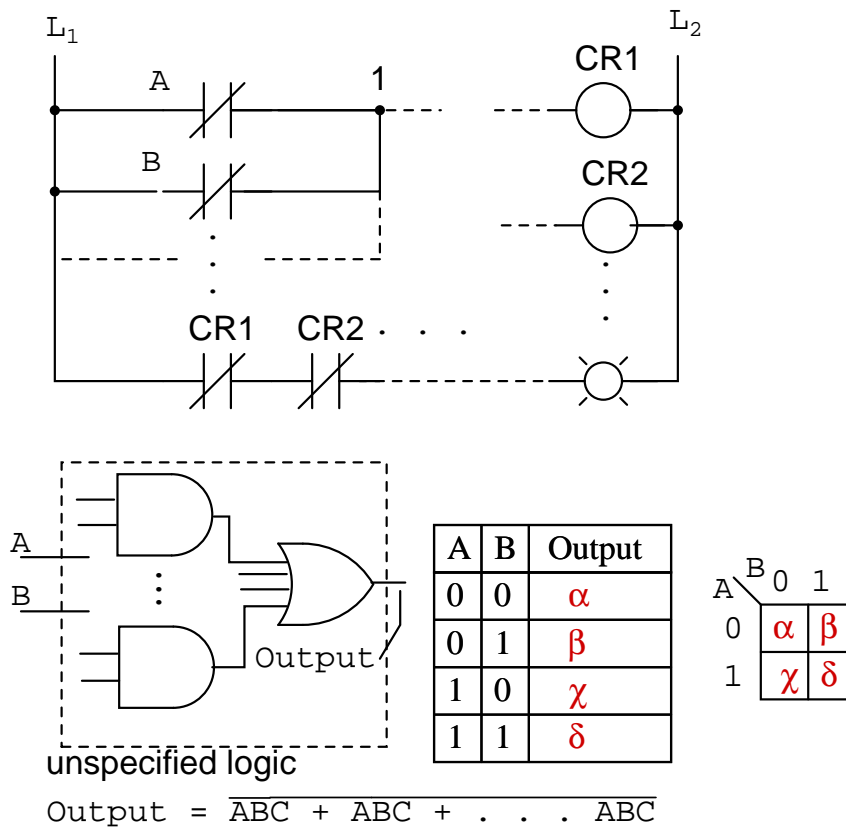 L₁ L₂
CR1
A 1
B
CR2
CR1 CR2 . . .
A
B
Output
unspecified logic
A B Output
0 0 α
0 1 β
1 0 χ
1 1 δ
B 0 1
A
0 α β
1 χ δ
Output = ABC + ABC + . . . ABC